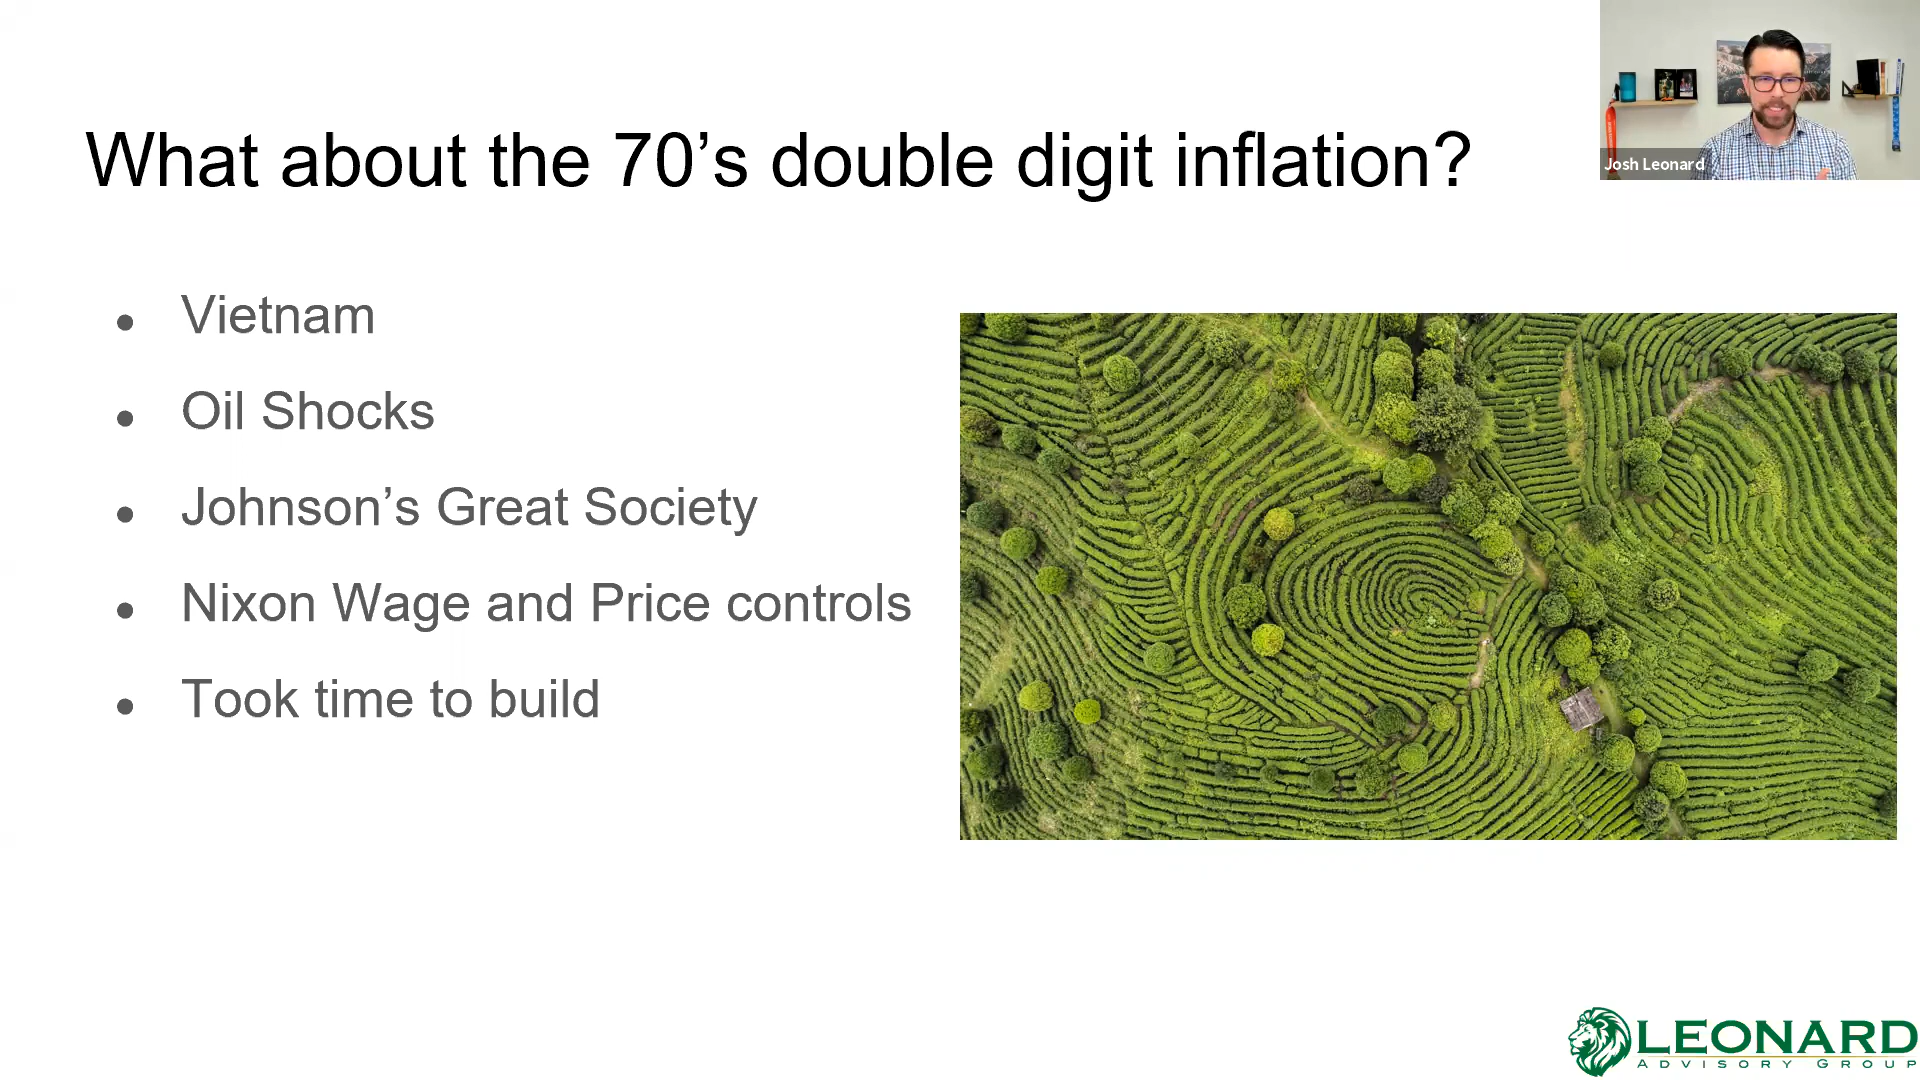 What about the 70’s double digit inflation?
Josh Leonard
● Vietnam
● Oil Shocks
● Johnson’s Great Society
● Nixon Wage and Price controls
● Took time to build
LEONARD
ADVISORY GROUP